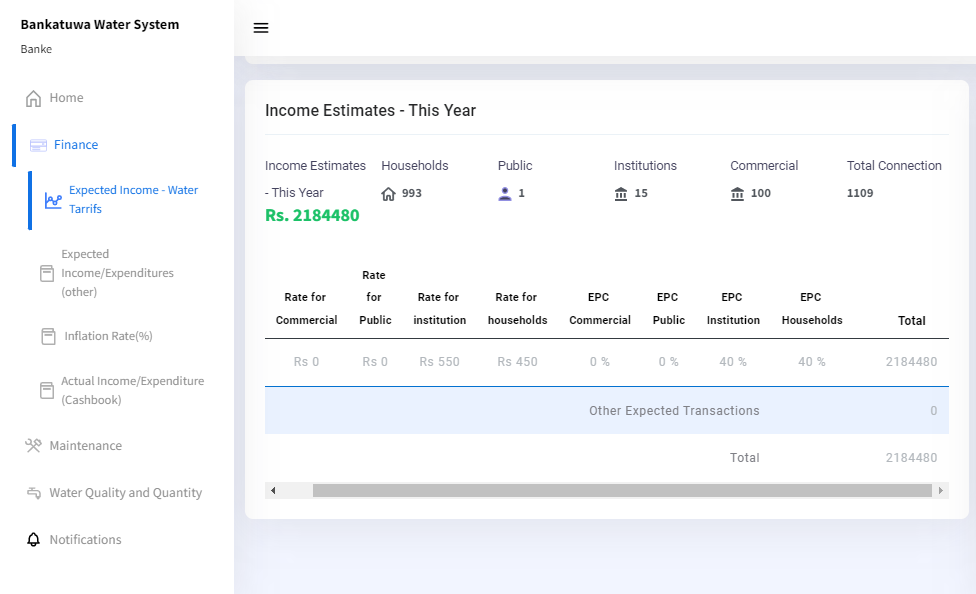 Bankatuwa Water System
Banke
Home
Finance
Expected Income - Water
Tarrifs
Expected
Income/Expenditures
(other)
Inflation Rate(%)
Actual Income/Expenditure
(Cashbook)
Maintenance
Water Quality and Quantity
Notifications
Income Estimates - This Year
Income Estimates Households Public Institutions Commercial Total Connection
- This Year 993 1 15 100 1109
Rs. 2184480
Rate
Rate for for Rate for Rate for EPC EPC EPC EPC
Commercial Public institution households Commercial Public Institution Households Total
Rs 0 Rs 0 Rs 550 Rs 450 0 % 0 % 40 % 40 % 2184480
Other Expected Transactions 0
Total 2184480